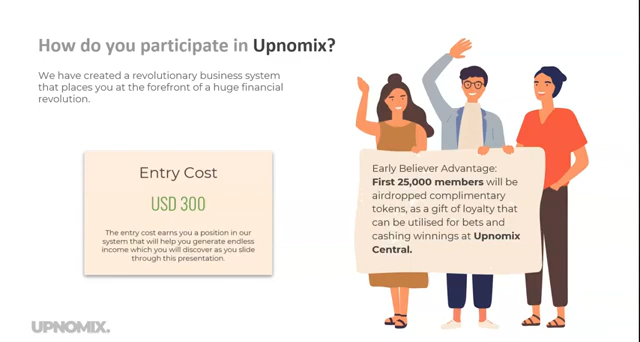 How do you participate in Upnomix?
We have created a revolutionary business system
that places you at the forefront of a huge financial
revolution.
Entry Cost
USD 300
The entry cost earns you a position in our
system that will help you generate endless
income which you will discover as you slide
through this presentation.
Early Believer Advantage:
First 25,000 members will be
airdropped complimentary
tokens, as a gift of loyalty that
can be utilised for bets and
cashing winnings at Upnomix
Central.
UPNOMIX.